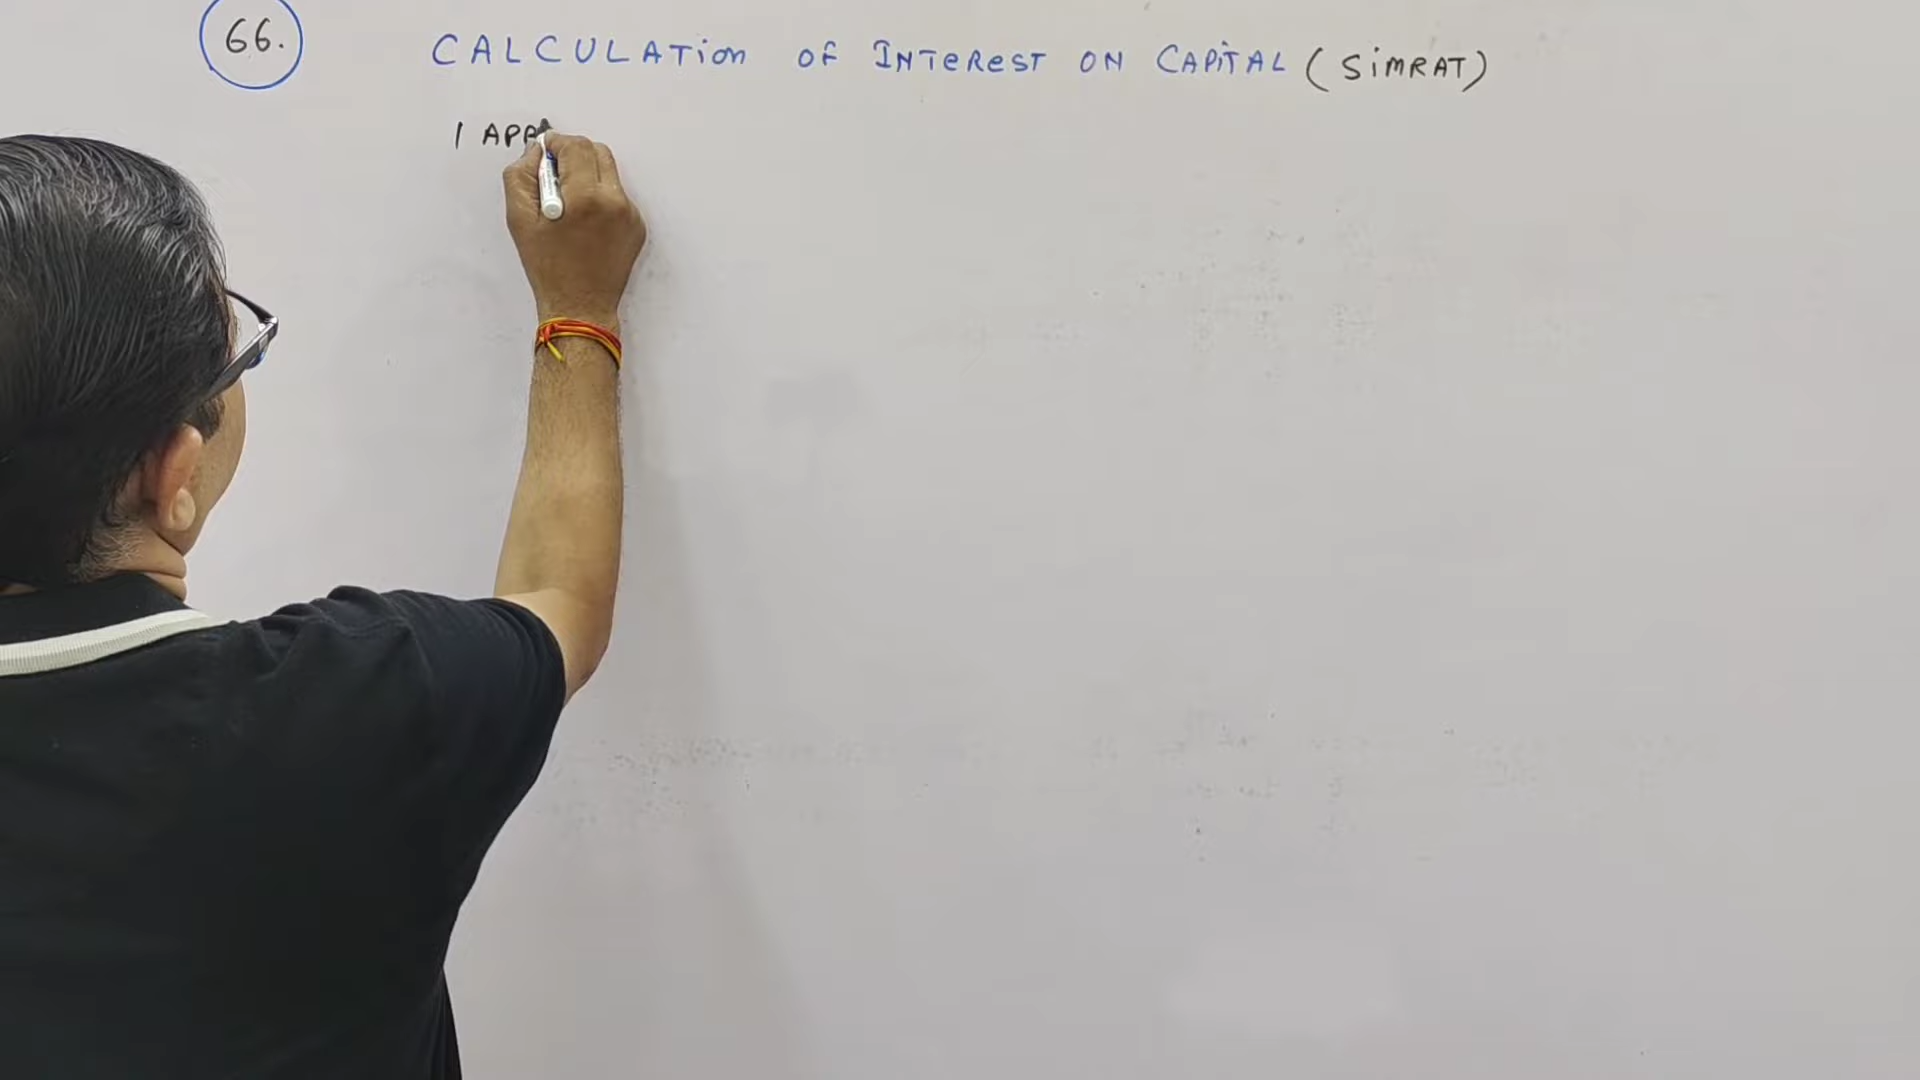 66. CALCULATion of INTeReST ON CAPiTAL (SiMRAT)
1 APR